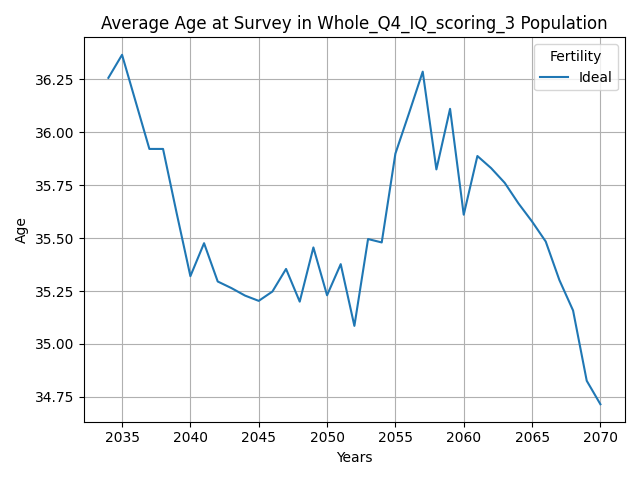 Average Age at Survey in Whole_Q4_IQ_scoring_3 Population
Fertility
Ideal
Age
36.25
36.00
35.75
35.50
35.25
35.00
34.75
2035 2040 2045 2050 2055 2060 2065 2070
Years